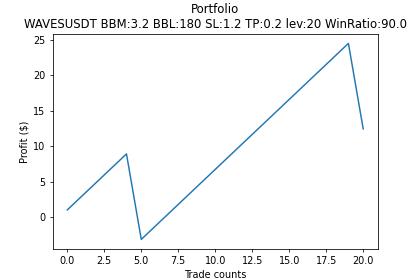 Portfolio
WAVESUSDT BBM:3.2 BBL:180 SL:1.2 TP:0.2 lev:20 WinRatio:90.0
25
20
15
10
5
0
Profit ($)
0.0 2.5 5.0 7.5 10.0 12.5 15.0 17.5 20.0
Trade counts